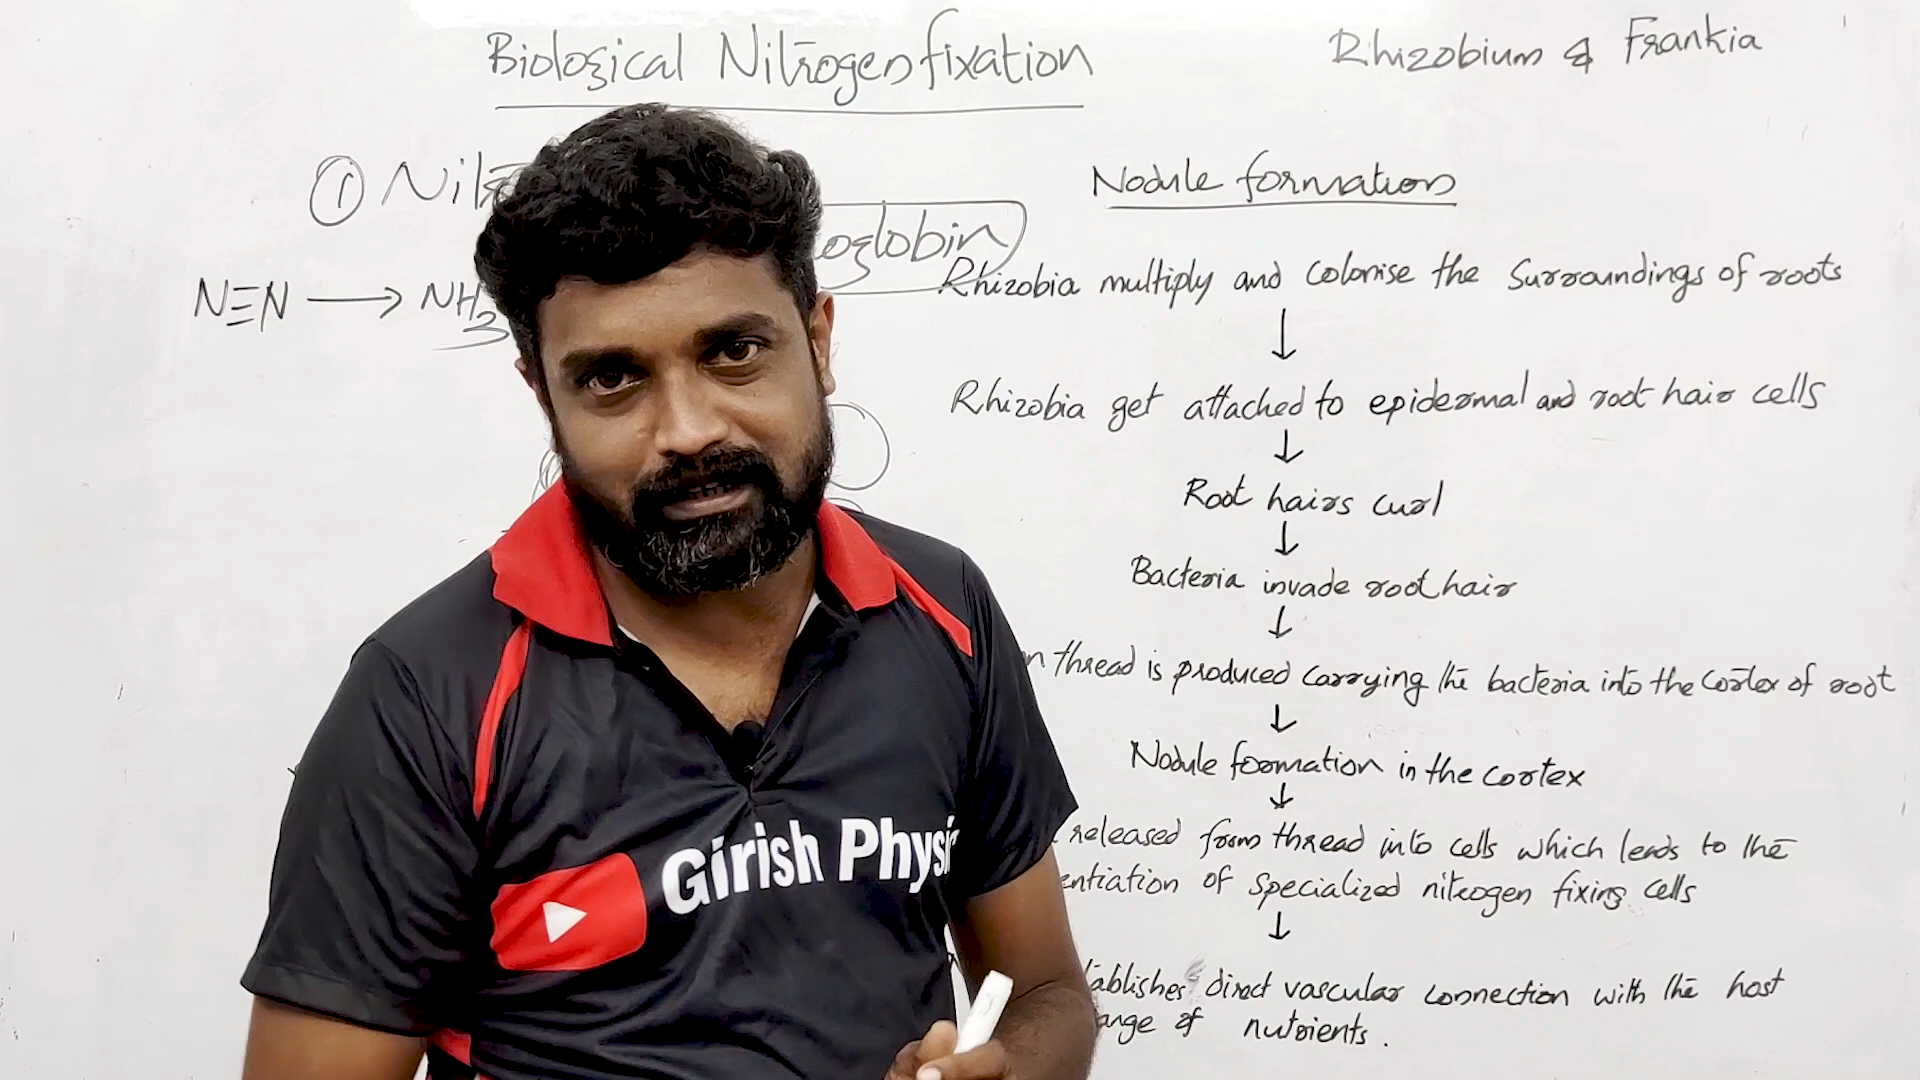 Biological Nitrogen fixation
Rhizobium & Frankia
① Nit
oglobin
N≡N → NH3
Nodule formation
Rhizobia multiply and colonise the surroundings of roots
↓
Rhizobia get attached to epidermal and root hair cells
↓
Root hairs curl
↓
Bacteria invade root hair
↓
n thread is produced carrying the bacteria into the cortex of root
↓
Nodule formation in the cortex
↓
released from thread into cells which leads to the
entiation of specialized nitrogen fixing cells
↓
tablishes direct vascular connection with the host
ange of nutrients.
Girish Physi